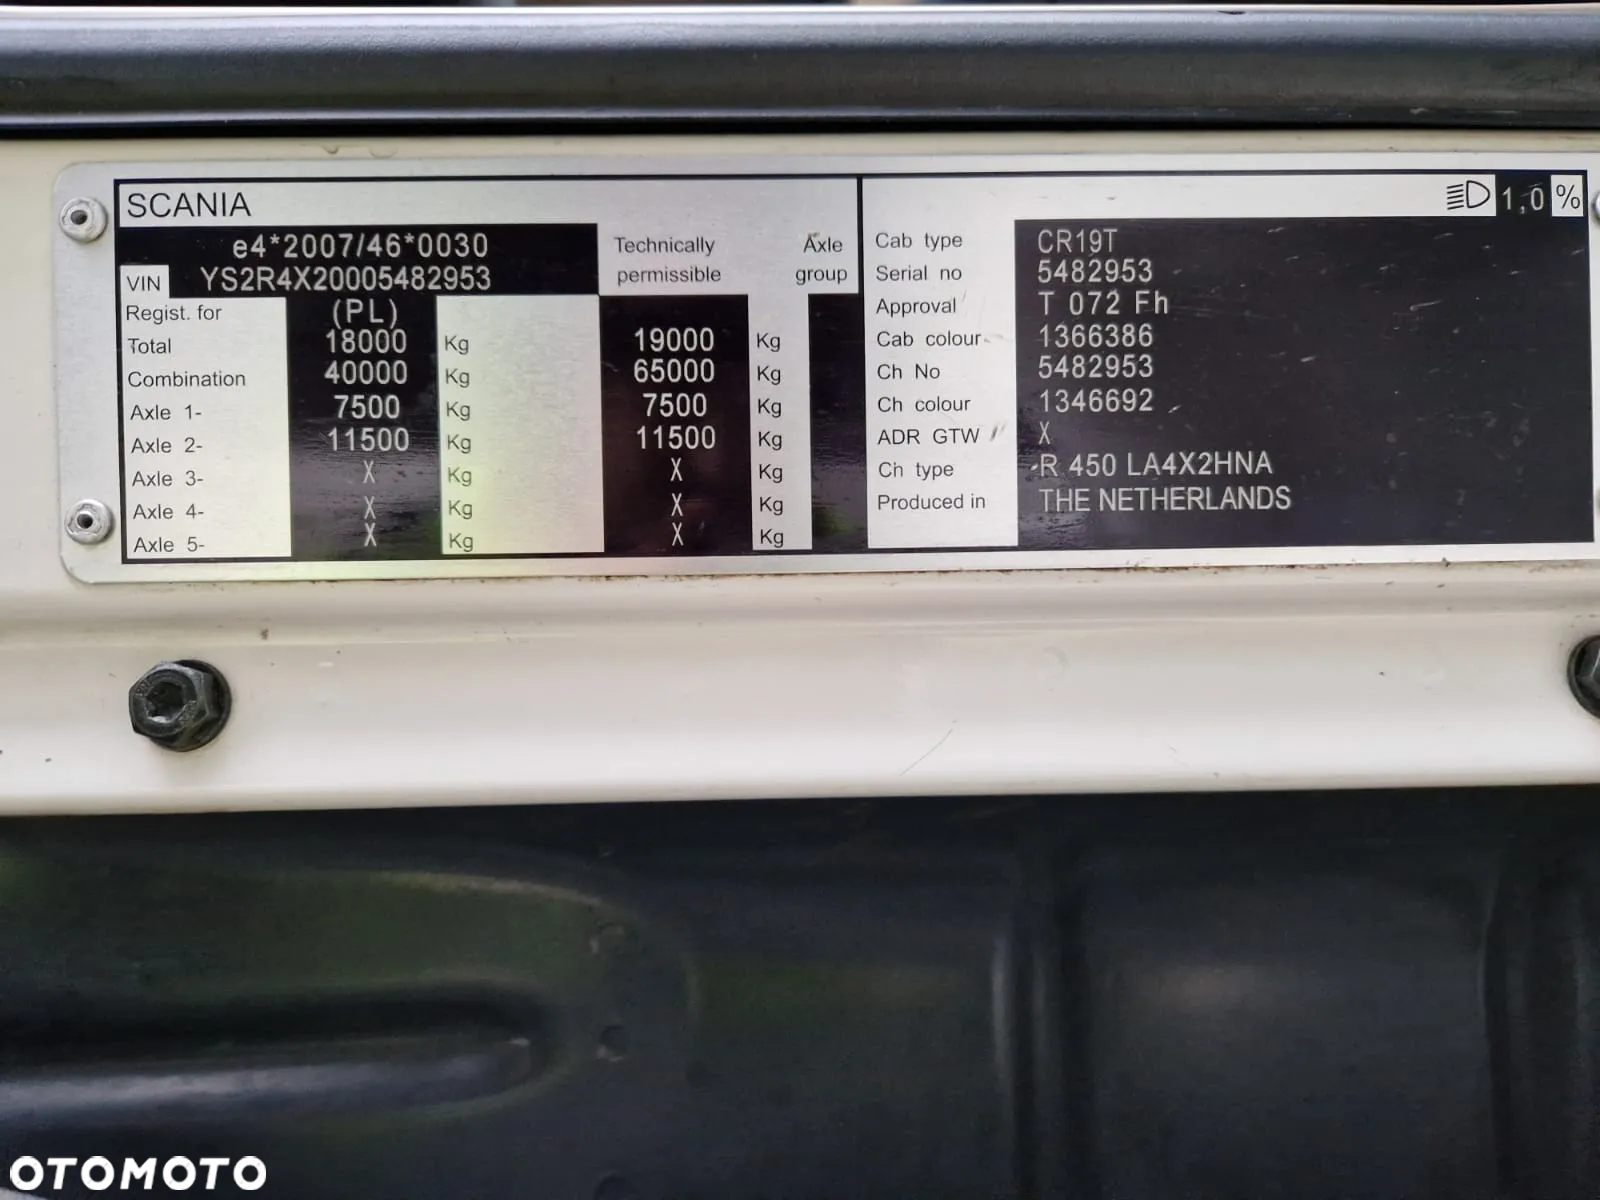 SCANIA
e4*2007/46*0030
VIN YS2R4X20005482953
Technically permissible
Axle group
Regist. for (PL)
Total 18000 Kg 19000 Kg
Combination 40000 Kg 65000 Kg
Axle 1- 7500 Kg 7500 Kg
Axle 2- 11500 Kg 11500 Kg
Axle 3- X Kg X Kg
Axle 4- X Kg X Kg
Axle 5- X Kg X Kg
1,0 %
Cab type CR19T
Serial no 5482953
Approval T 072 Fh
Cab colour 1366386
Ch No 5482953
Ch colour 1346692
ADR GTW X
Ch type R 450 LA4X2HNA
Produced in THE NETHERLANDS
OTOMOTO